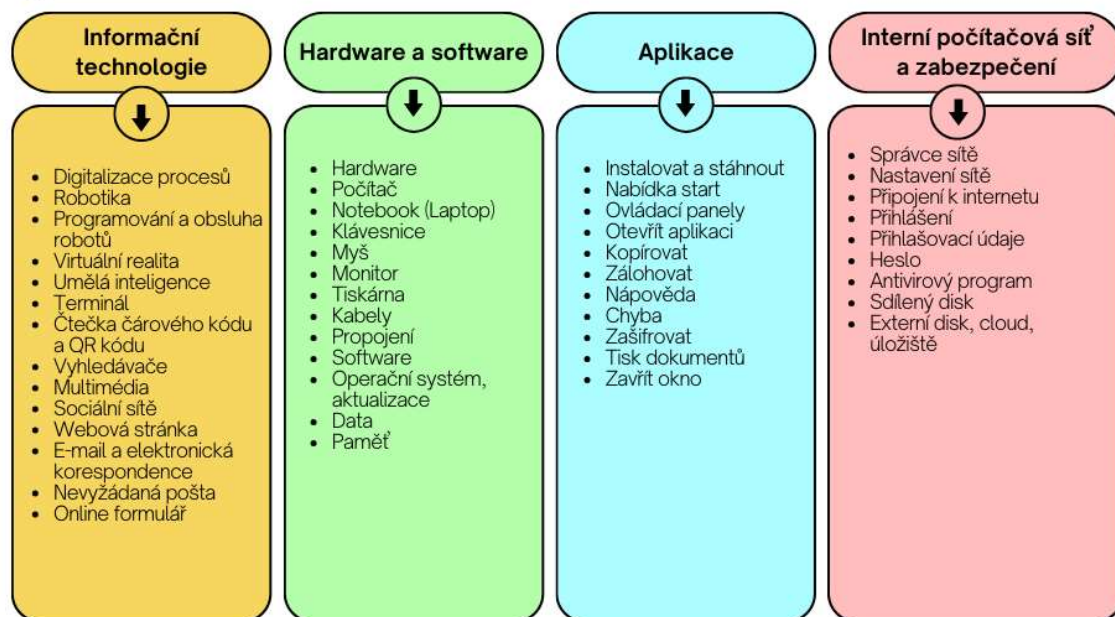 Informační
technologie
Digitalizace procesů
Robotika
Programování a obsluha
robotů
Virtuální realita
Umělá inteligence
Terminál
Čtečka čárového kódu
a QR kódu
Vyhledávače
Multimédia
Sociální sítě
Webová stránka
E-mail a elektronická
korespondence
Nevyžádaná pošta
Online formulář
Hardware a software
Hardware
Počítač
Notebook (Laptop)
Klávesnice
Myš
Monitor
Tiskárna
Kabely
Propojení
Software
Operační systém,
aktualizace
Data
Paměť
Aplikace
Instalovat a stáhnout
Nabídka start
Ovládací panely
Otevřít aplikaci
Kopírovat
Zálohovat
Nápověda
Chyba
Zašifrovat
Tisk dokumentů
Zavřít okno
Interní počítačová síť
a zabezpečení
Správce sítě
Nastavení sítě
Připojení k internetu
Přihlášení
Přihlašovací údaje
Heslo
Antivirový program
Sdílený disk
Externí disk, cloud,
úložiště